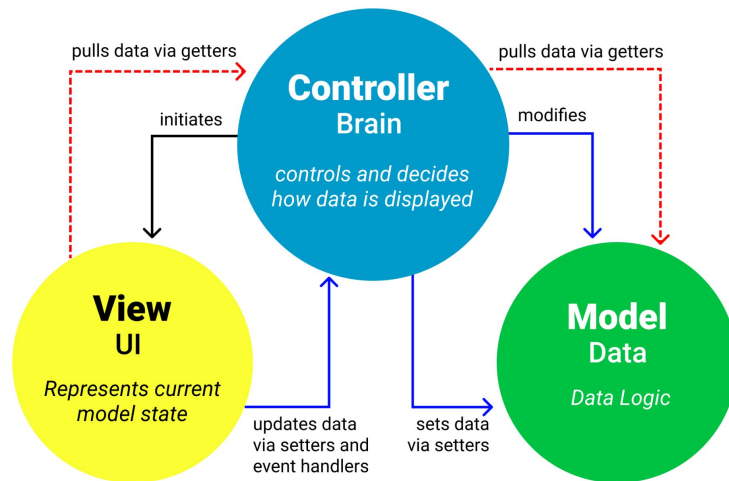 pulls data via getters
pulls data via getters
Controller
Brain
controls and decides
how data is displayed
initiates
modifies
View
UI
Represents current
model state
Model
Data
Data Logic
updates data
via setters and
event handlers
sets data
via setters